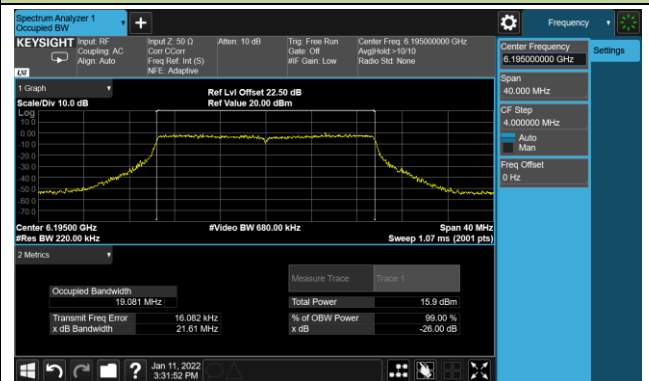 Spectrum Analyzer 1
Occupied BW
Frequency
KEYSIGHT
Input: RF
Coupling: AC
Align: Auto
Input Z: 50 Ω
Corr CCorr
Freq Ref: Int (S)
NFE: Adaptive
Atten: 10 dB
Trig: Free Run
Gate: Off
#IF Gain: Low
Center Freq: 6.195000000 GHz
Avg|Hold:>10/10
Radio Std: None
LXI
Center Frequency
6.195000000 GHz
Settings
Span
40.000 MHz
CF Step
4.000000 MHz
Auto
Man
Freq Offset
0 Hz
1 Graph
Scale/Div 10.0 dB
Ref Lvl Offset 22.50 dB
Ref Value 20.00 dBm
Log
10.0
0.00
-10.0
-20.0
-30.0
-40.0
-50.0
-60.0
-70.0
Center 6.19500 GHz
#Res BW 220.00 kHz
#Video BW 680.00 kHz
Span 40 MHz
Sweep 1.07 ms (2001 pts)
2 Metrics
Measure Trace
Trace 1
Occupied Bandwidth
19.081 MHz
Total Power
15.9 dBm
Transmit Freq Error
16.082 kHz
% of OBW Power
99.00 %
x dB Bandwidth
21.61 MHz
x dB
-26.00 dB
Jan 11, 2022
3:31:52 PM